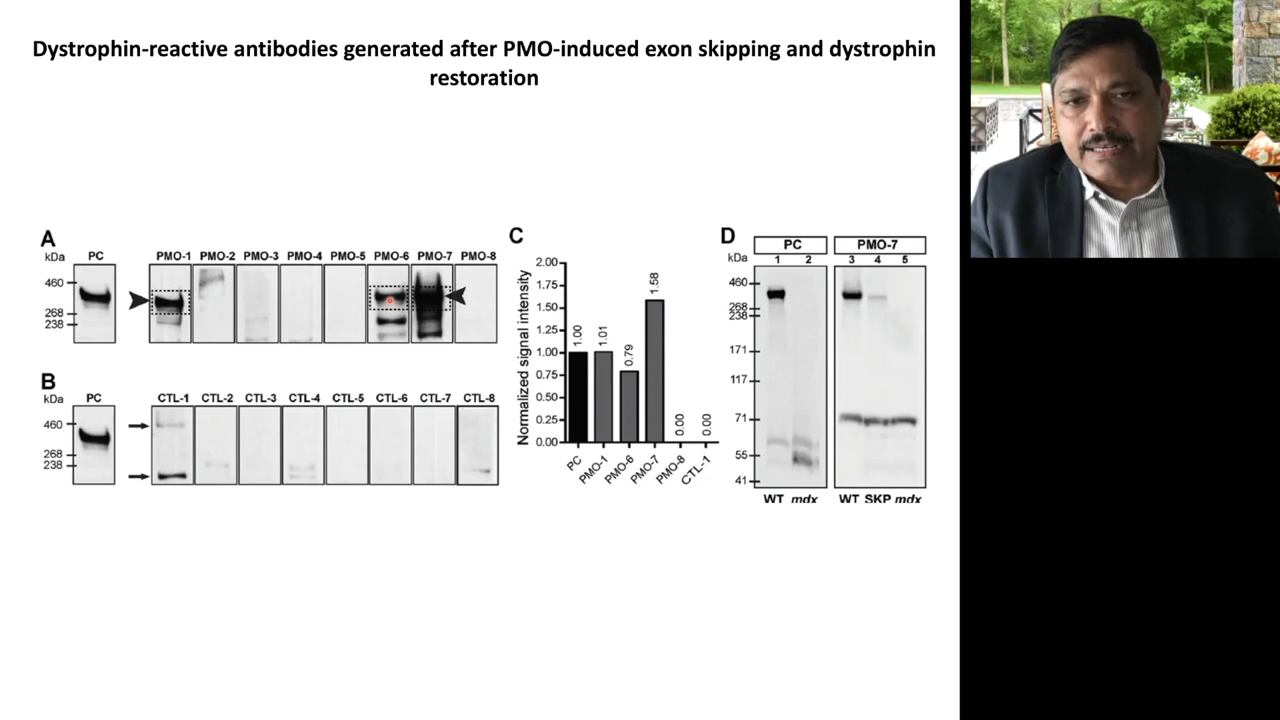 Dystrophin-reactive antibodies generated after PMO-induced exon skipping and dystrophin
restoration
A
kDa
PC
PMO-1
PMO-2
PMO-3
PMO-4
PMO-5
PMO-6
PMO-7
PMO-8
460
268
238
B
kDa
PC
CTL-1
CTL-2
CTL-3
CTL-4
CTL-5
CTL-6
CTL-7
CTL-8
460
268
238
C
Normalized signal intensity
2.00
1.75
1.50
1.25
1.00
0.75
0.50
0.25
0.00
1.00
1.01
0.79
1.58
0.00
0.00
PC
PMO-1
PMO-6
PMO-7
PMO-8
CTL-1
D
PC
PMO-7
kDa
1
2
3
4
5
460
268
238
171
117
71
55
41
WT
mdx
WT
SKP
mdx